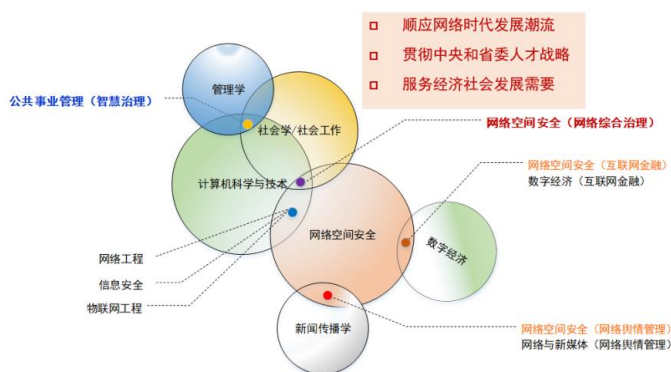 顺应网络时代发展潮流
贯彻中央和省委人才战略
服务经济社会发展需要
管理学
公共事业管理（智慧治理）
社会学/社会工作
网络空间安全（网络综合治理）
网络空间安全（互联网金融）
数字经济（互联网金融）
计算机科学与技术
网络空间安全
数字经济
网络工程
信息安全
物联网工程
新闻传播学
网络空间安全（网络舆情管理）
网络与新媒体（网络舆情管理）